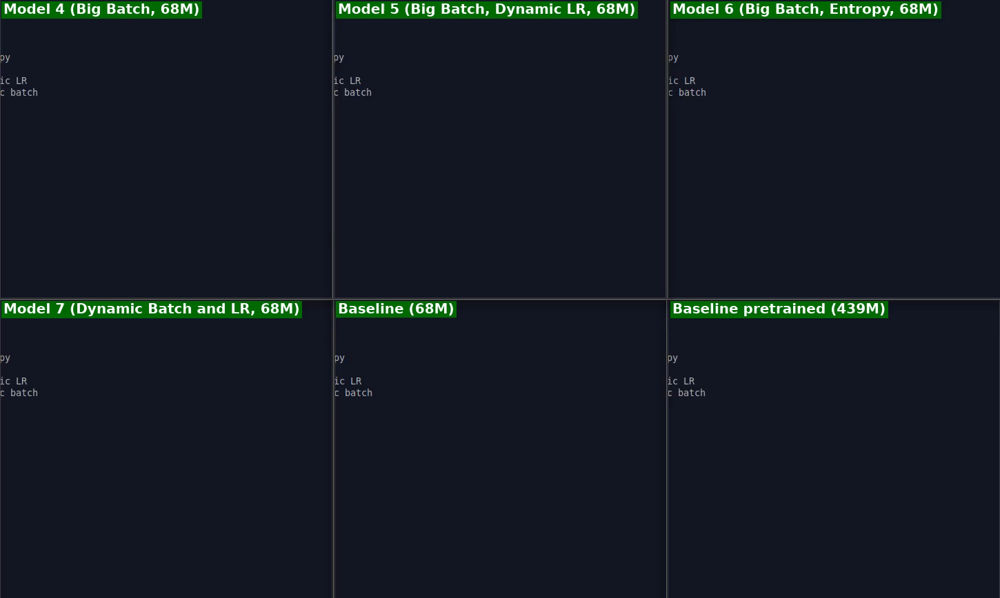 Model 4 (Big Batch, 68M)
py
ic LR
c batch
Model 5 (Big Batch, Dynamic LR, 68M)
py
ic LR
c batch
Model 6 (Big Batch, Entropy, 68M)
py
ic LR
c batch
Model 7 (Dynamic Batch and LR, 68M)
py
ic LR
c batch
Baseline (68M)
py
ic LR
c batch
Baseline pretrained (439M)
py
ic LR
c batch